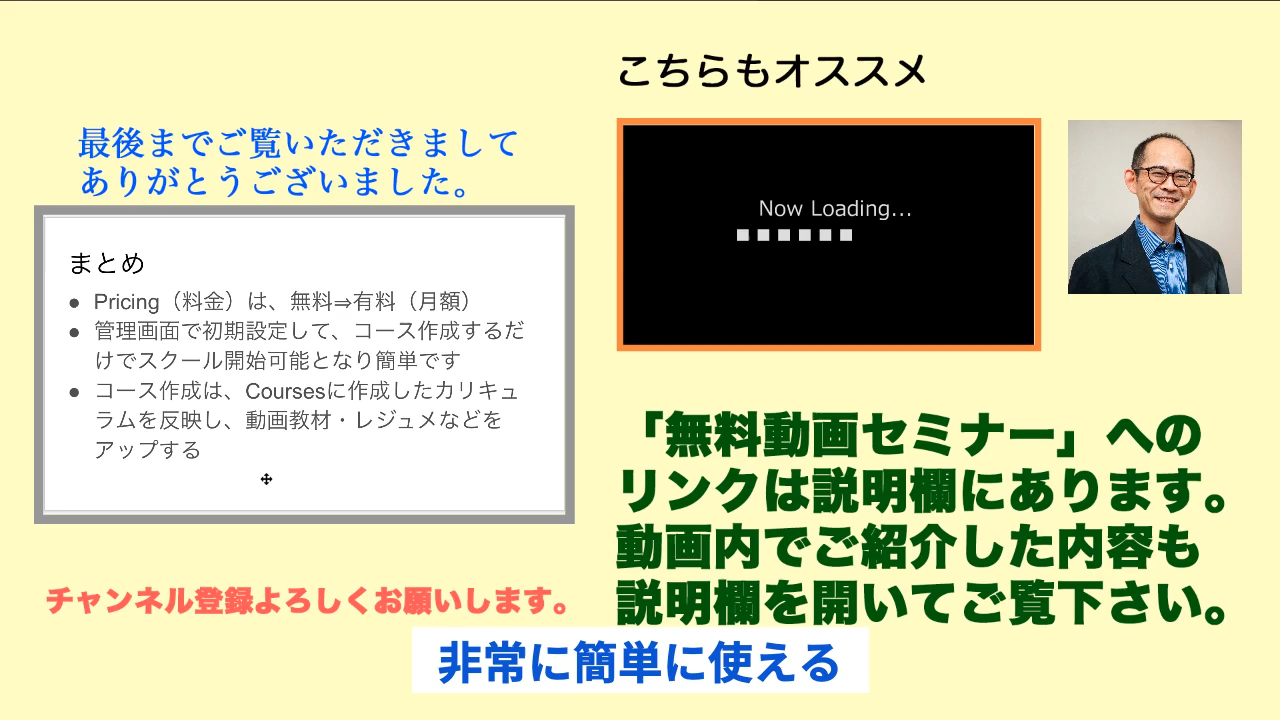 こちらもオススメ
最後までご覧いただきまして
ありがとうございました。
Now Loading...
まとめ
● Pricing（料金）は、無料⇒有料（月額）
● 管理画面で初期設定して、コース作成するだ
けでスクール開始可能となり簡単です
● コース作成は、Coursesに作成したカリキュ
ラムを反映し、動画教材・レジュメなどを
アップする
「無料動画セミナー」への
リンクは説明欄にあります。
動画内でご紹介した内容も
説明欄を開いてご覧下さい。
チャンネル登録よろしくお願いします。
非常に簡単に使える